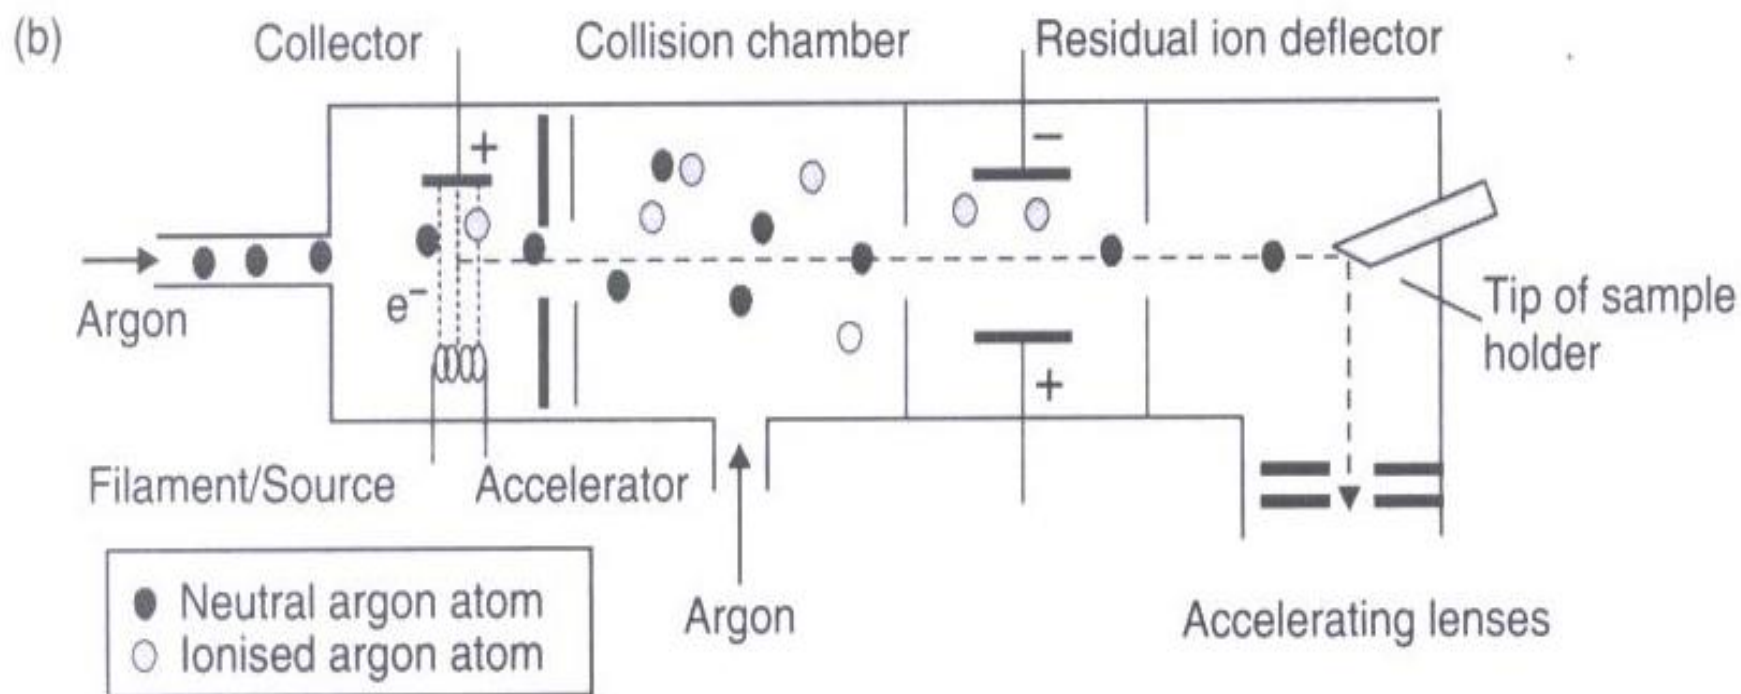 (b)
Collector
Collision chamber
Residual ion deflector
+
−
Argon
e−
+
Tip of sample
holder
Filament/Source
Accelerator
Neutral argon atom
Ionised argon atom
Argon
Accelerating lenses